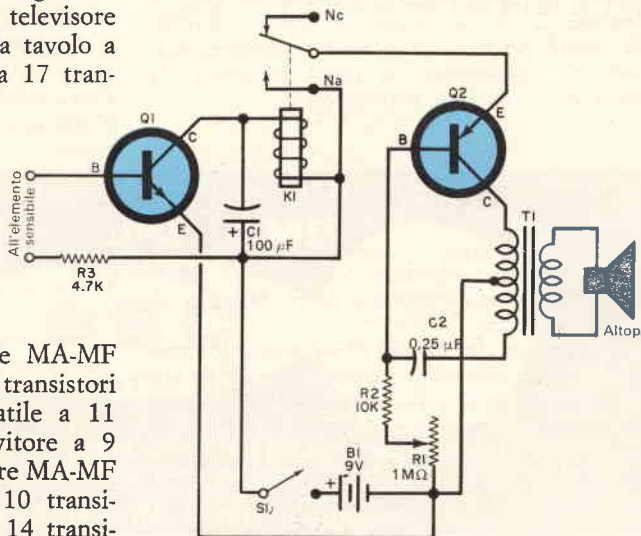 televisore
a tavolo a
a 17 tran-
e MA-MF
transistori
atile a 11
vitore a 9
re MA-MF
10 transi-
14 transi-
Nc
Na
Q1
B
C
E
K1
C1
+
100 µF
All'elemento
sensibile
R3
4.7K
Q2
B
E
C
T1
Altop
C2
0,25 µF
R2
10K
R1
1MΩ
B1
9V
+
S1